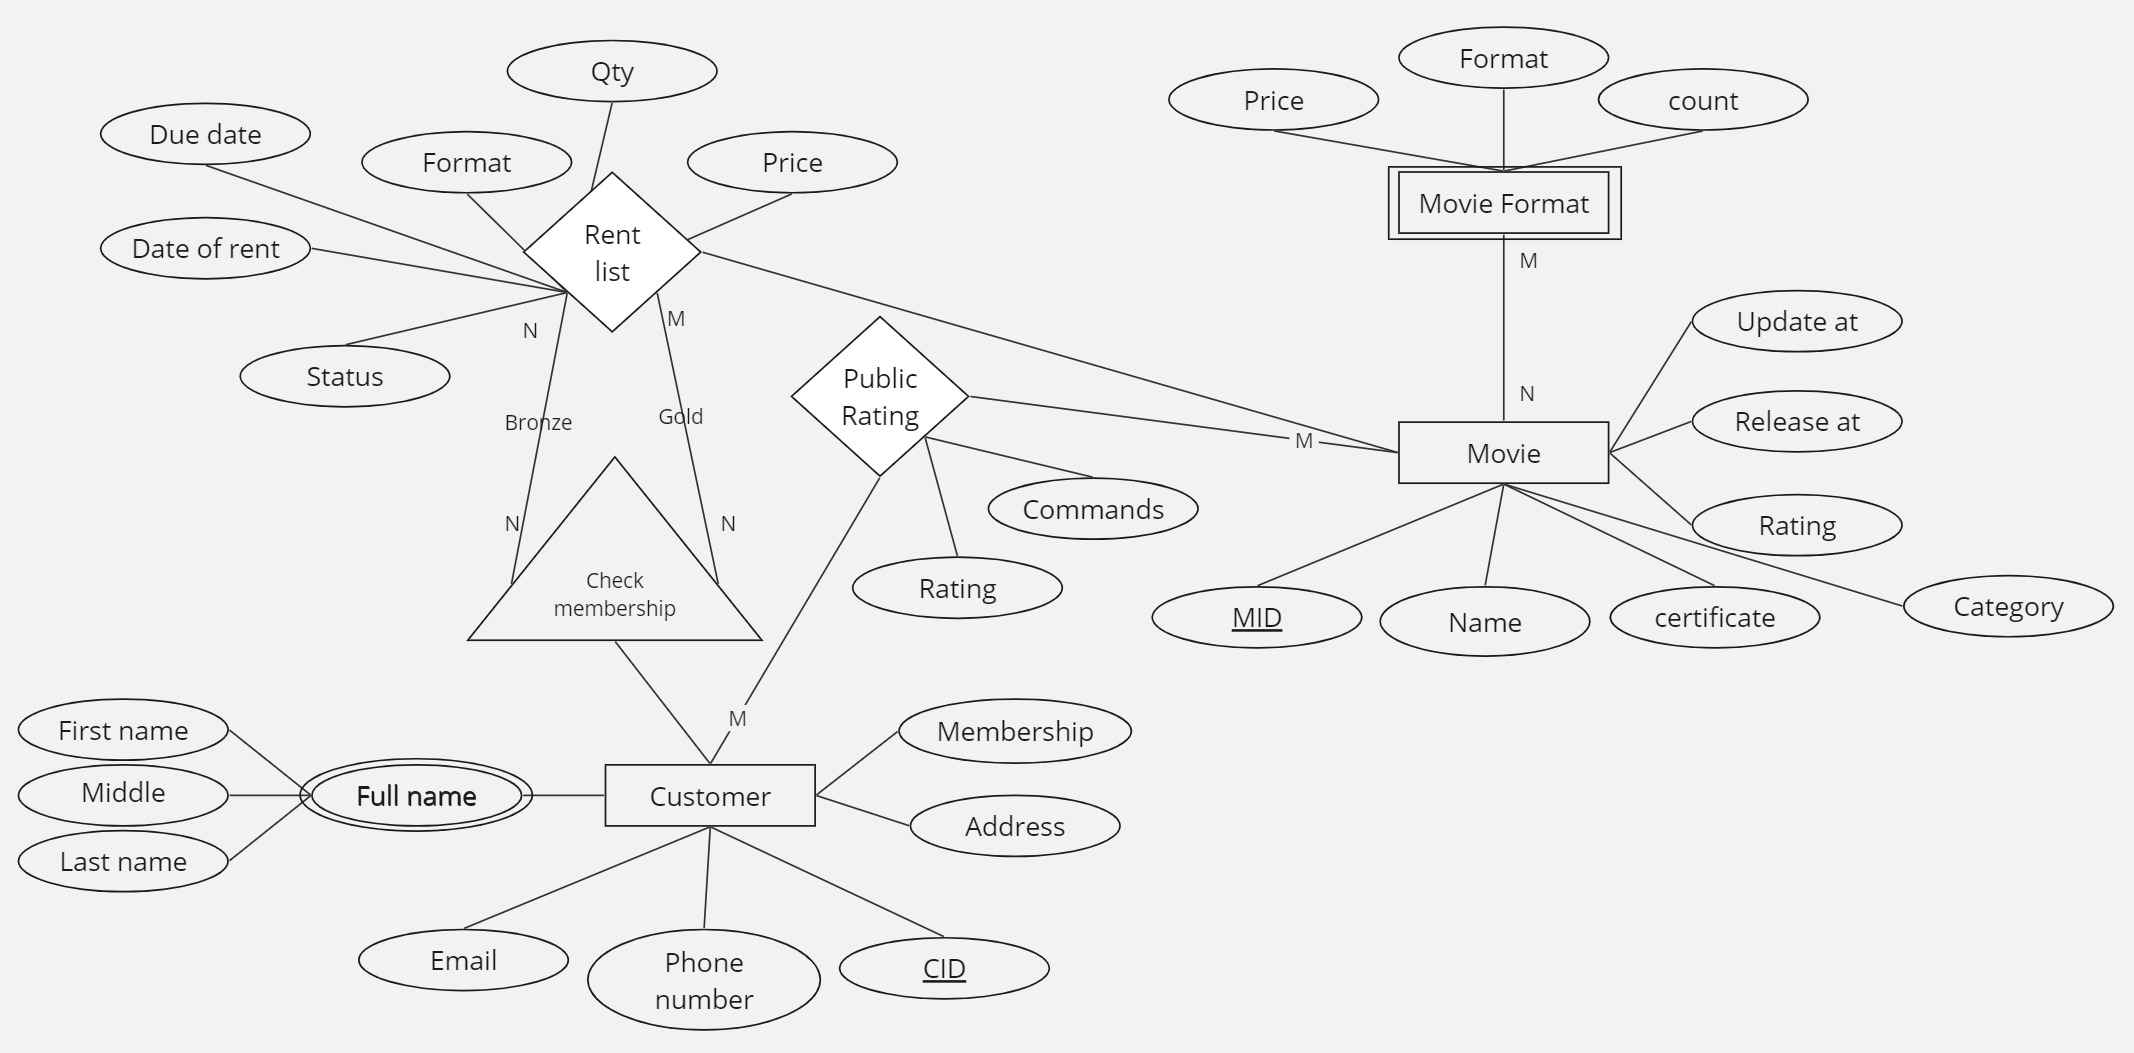 Format
Qty
Price
count
Due date
Format
Price
Movie Format
Rent
list
Date of rent
M
Update at
M
N
Status
Public
Rating
N
Bronze
Gold
Release at
M
Movie
Commands
N
N
Rating
Check
membership
Rating
MID
Name
certificate
Category
M
First name
Membership
Middle
Full name
Customer
Address
Last name
Email
Phone
number
CID